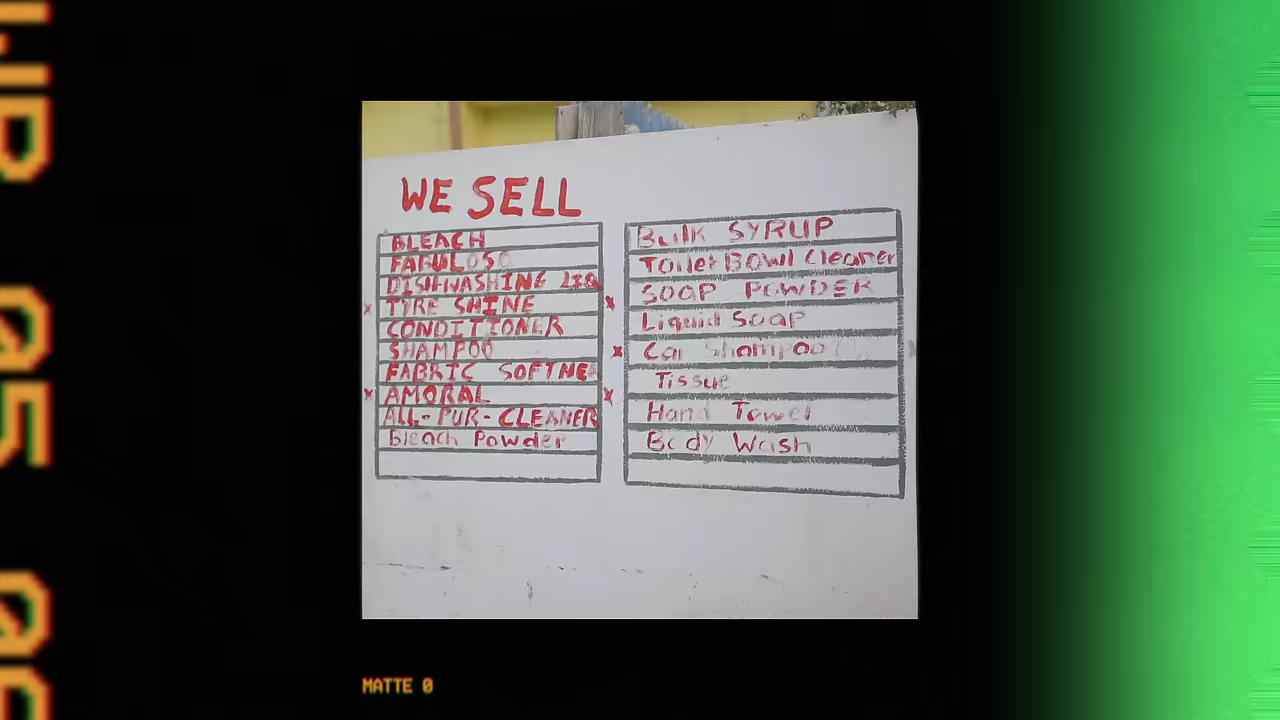 WE SELL
BLEACH
FABULOSO
DISHWASHING LIQ
x TYRE SHINE x
CONDITIONER
SHAMPOO
FABRIC SOFTNE
x AMORAL x
ALL-PUR-CLEANER
Bleach Powder
Bulk SYRUP
Toilet BOWl Cleaner
SOAP POWDER
Liquid Soap
x Car Shampoo x
Tissue
Hand Towel
Body Wash
MATTE 0